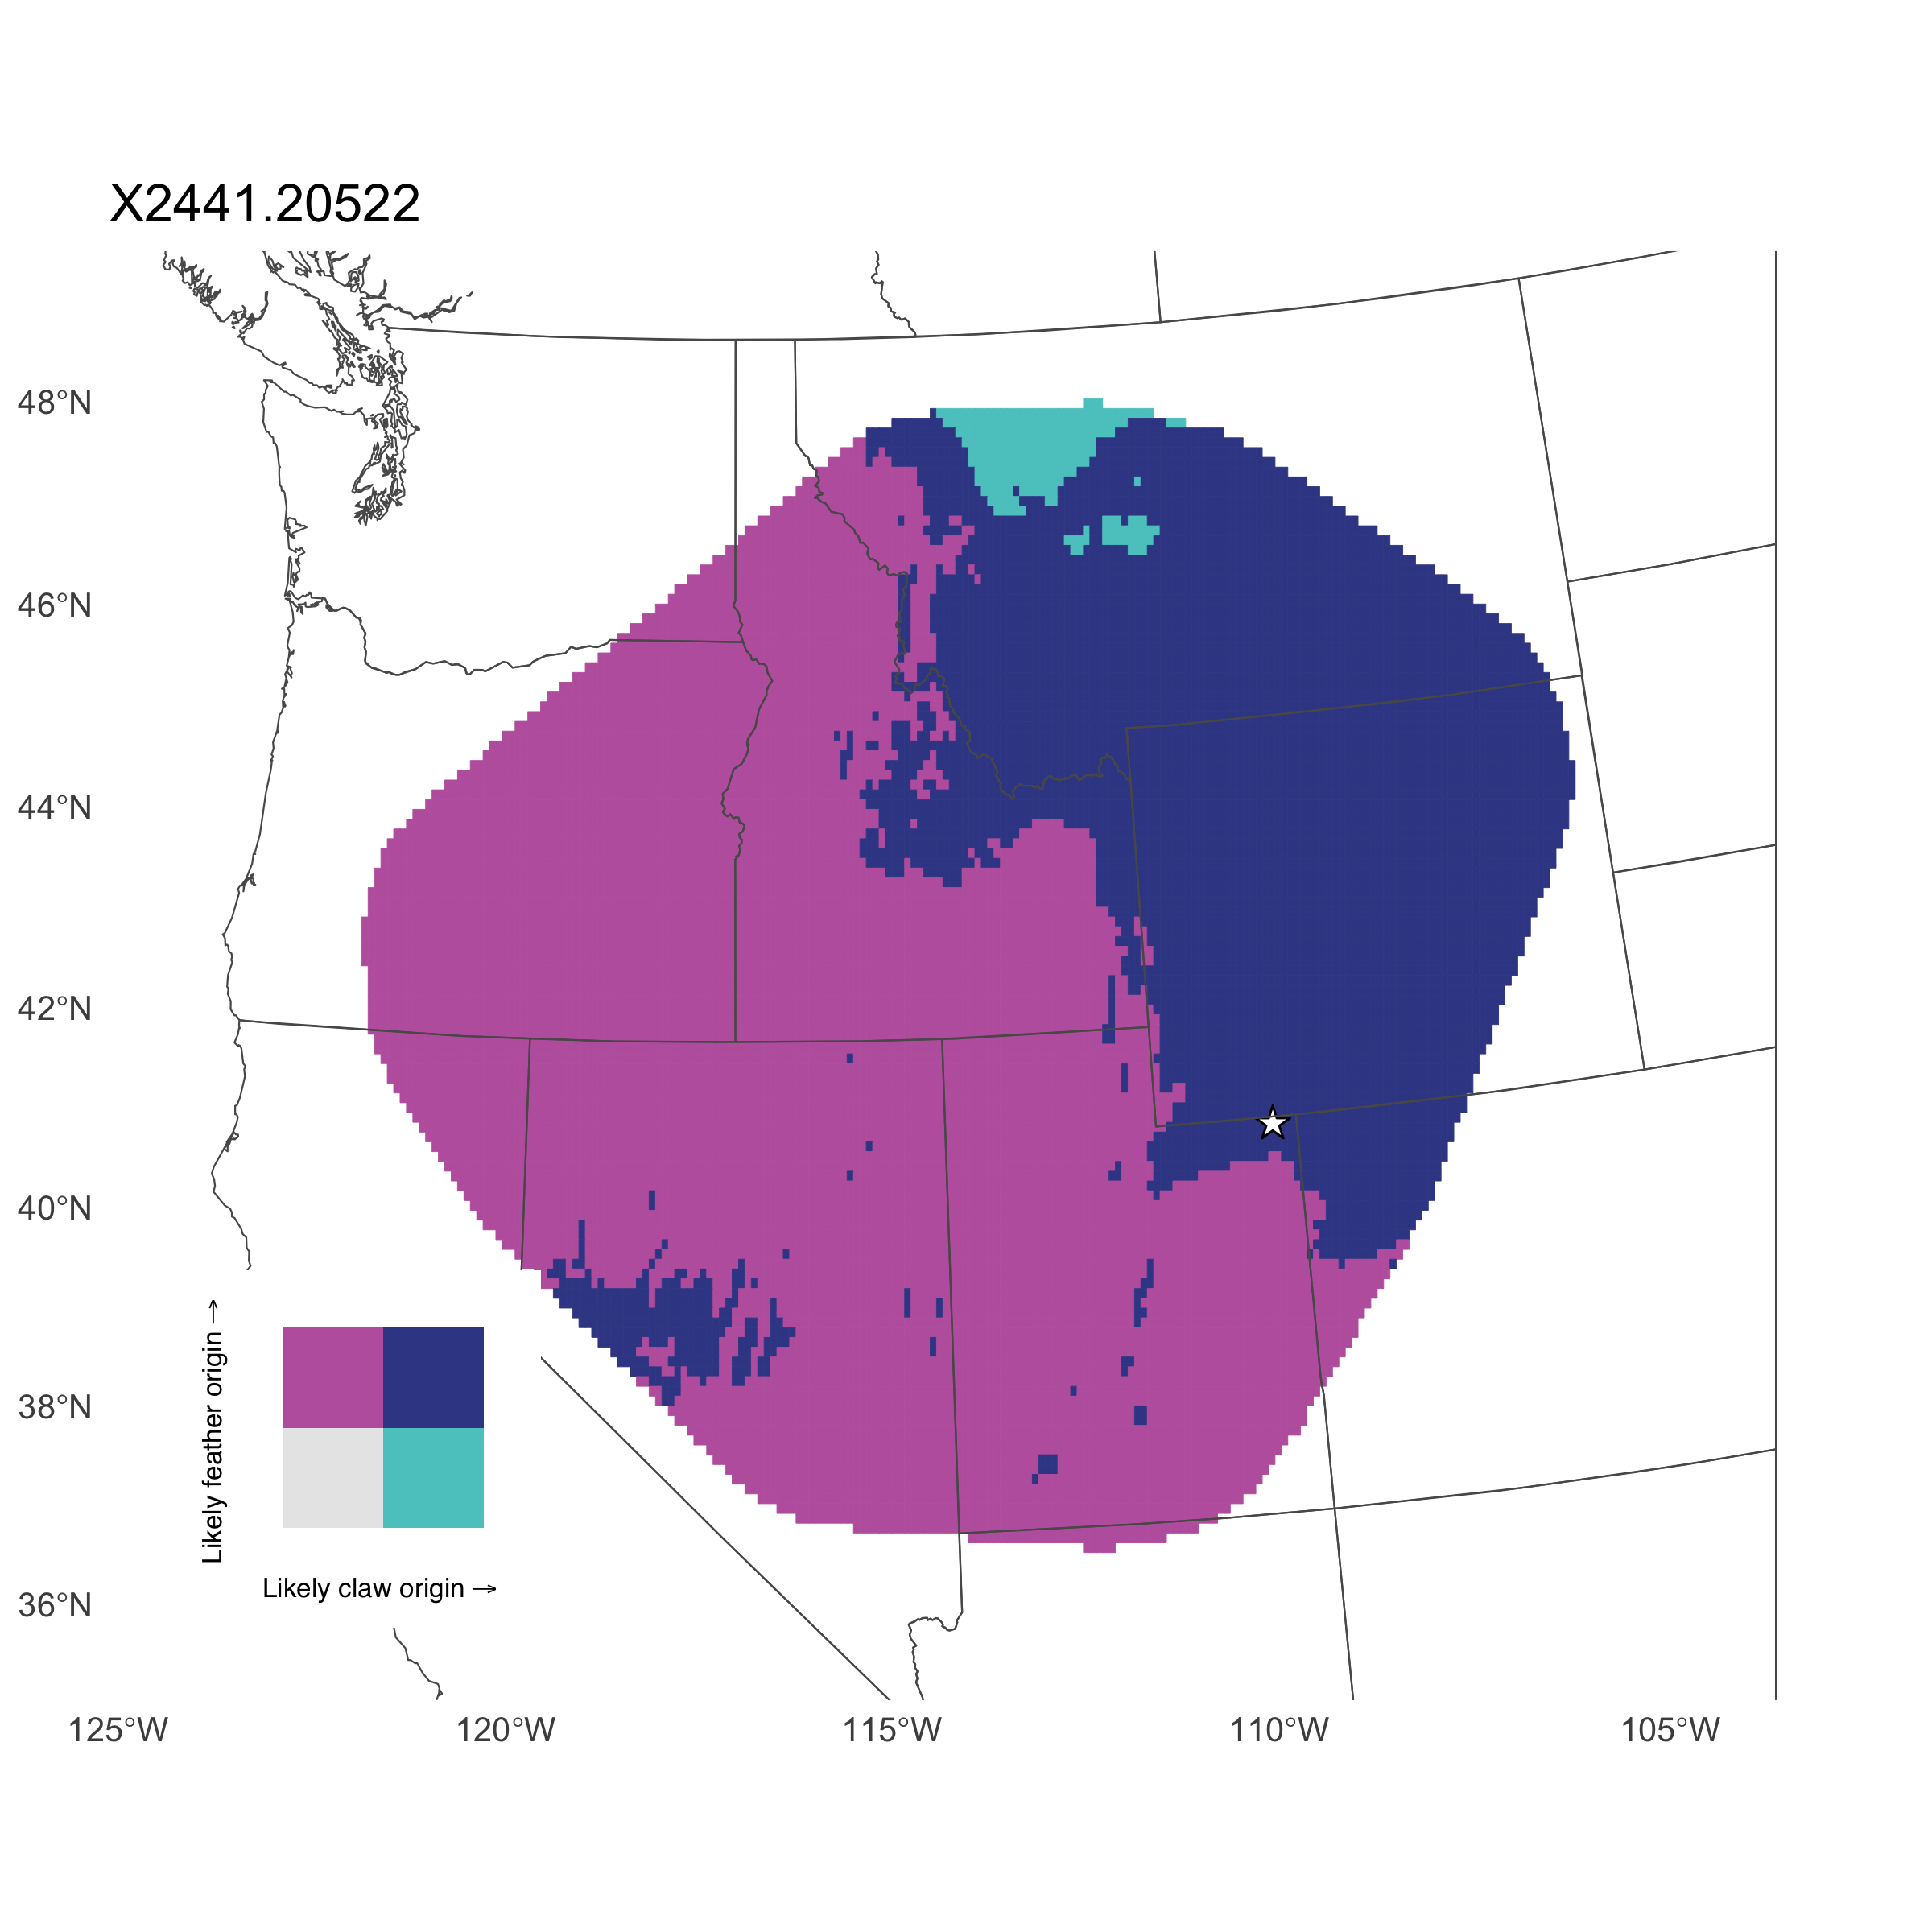 X2441.20522
48°N
46°N
44°N
42°N
40°N
38°N
36°N
Likely feather origin →
Likely claw origin →
125°W 120°W 115°W 110°W 105°W